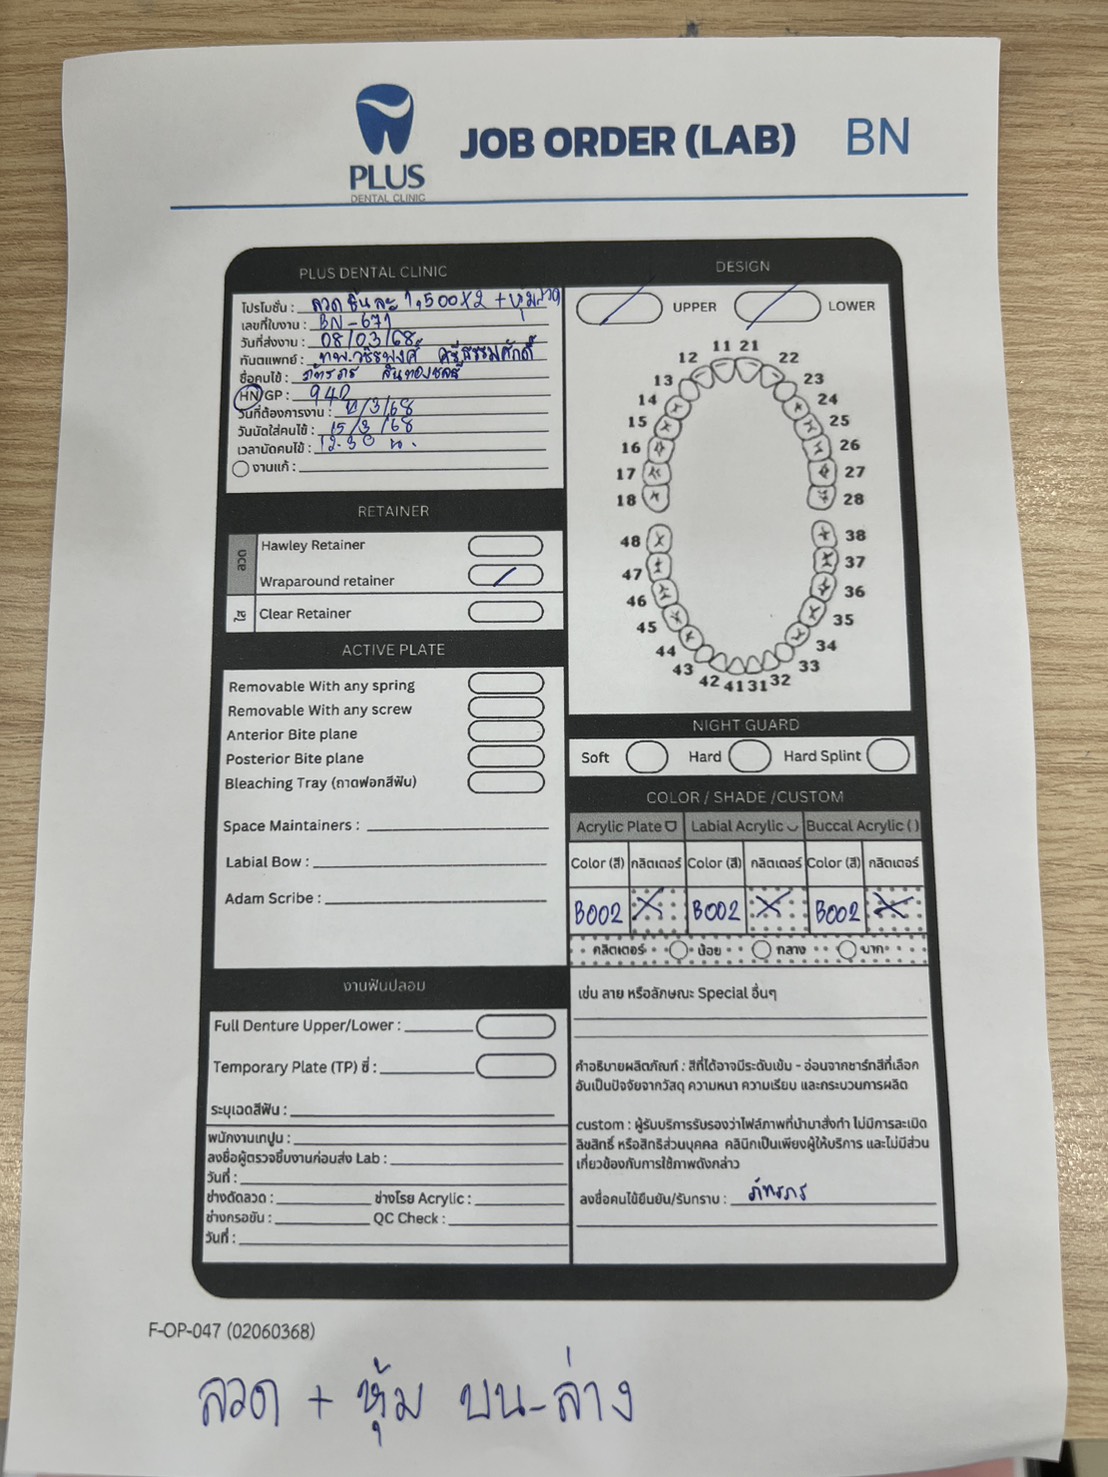 PLUS
DENTAL CLINIC
JOB ORDER (LAB) BN
PLUS DENTAL CLINIC
โปรโมชั่น : ลวด ชิ้นละ 1,500x2 + หุ้ม
เลขที่ใบงาน : BN-671
วันที่ส่งงาน : 08/03/68
ทันตแพทย์ : ทพ.วชิรพงศ์ ศรีธรรมศักดิ์
ชื่อคนไข้ : ภัทรภร
HN/GP : 940
วันที่ต้องการงาน : /3/68
วันนัดใส่คนไข้ : 15/3/68
เวลานัดคนไข้ : 12.30 น.
งานแก้ :
RETAINER
ลวด
Hawley Retainer
Wraparound retainer
ใส
Clear Retainer
ACTIVE PLATE
Removable With any spring
Removable With any screw
Anterior Bite plane
Posterior Bite plane
Bleaching Tray (ถาดฟอกสีฟัน)
Space Maintainers :
Labial Bow :
Adam Scribe :
งานฟันปลอม
Full Denture Upper/Lower :
Temporary Plate (TP) ซี่ :
ระบุเฉดสีฟัน :
พนักงานเทปูน :
ลงชื่อผู้ตรวจชิ้นงานก่อนส่ง Lab :
วันที่ :
ช่างดัดลวด : ช่างโรย Acrylic :
ช่างกรอขัน : QC Check :
วันที่ :
DESIGN
UPPER LOWER
11 21
12 22
13 23
14 24
15 25
16 26
17 27
18 28
48 38
47 37
46 36
45 35
44 34
43 33
42 41 31 32
NIGHT GUARD
Soft Hard Hard Splint
COLOR / SHADE /CUSTOM
Acrylic Plate Labial Acrylic Buccal Acrylic ( )
Color (สี) กลิตเตอร์ Color (สี) กลิตเตอร์ Color (สี) กลิตเตอร์
B002 B002 B002
กลิตเตอร์ น้อย กลาง มาก
เช่น ลาย หรือลักษณะ Special อื่นๆ
คำอธิบายผลิตภัณฑ์ : สีที่ได้อาจมีระดับเข้ม - อ่อนจากชาร์ทสีที่เลือก
อันเป็นปัจจัยจากวัสดุ ความหนา ความเรียบ และกระบวนการผลิต
custom : ผู้รับบริการรับรองว่าไฟล์ภาพที่นำมาสั่งทำ ไม่มีการละเมิด
ลิขสิทธิ์ หรือสิทธิส่วนบุคคล คลินิกเป็นเพียงผู้ให้บริการ และไม่มีส่วน
เกี่ยวข้องกับการใช้ภาพดังกล่าว
ลงชื่อคนไข้ยืนยัน/รับทราบ : ภัทรภร
F-OP-047 (02060368)
ลวด + หุ้ม บน-ล่าง